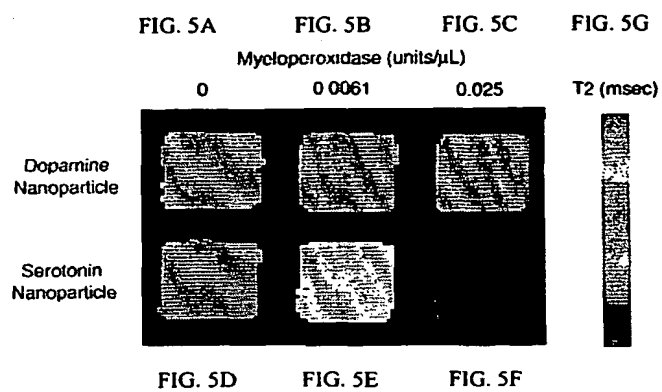 FIG. 5A FIG. 5B FIG. 5C FIG. 5G
Myeloperoxidase (units/µL)
0 0 0061 0.025 T2 (msec)
Dopamine
Nanoparticle
Serotonin
Nanoparticle
FIG. 5D FIG. 5E FIG. 5F